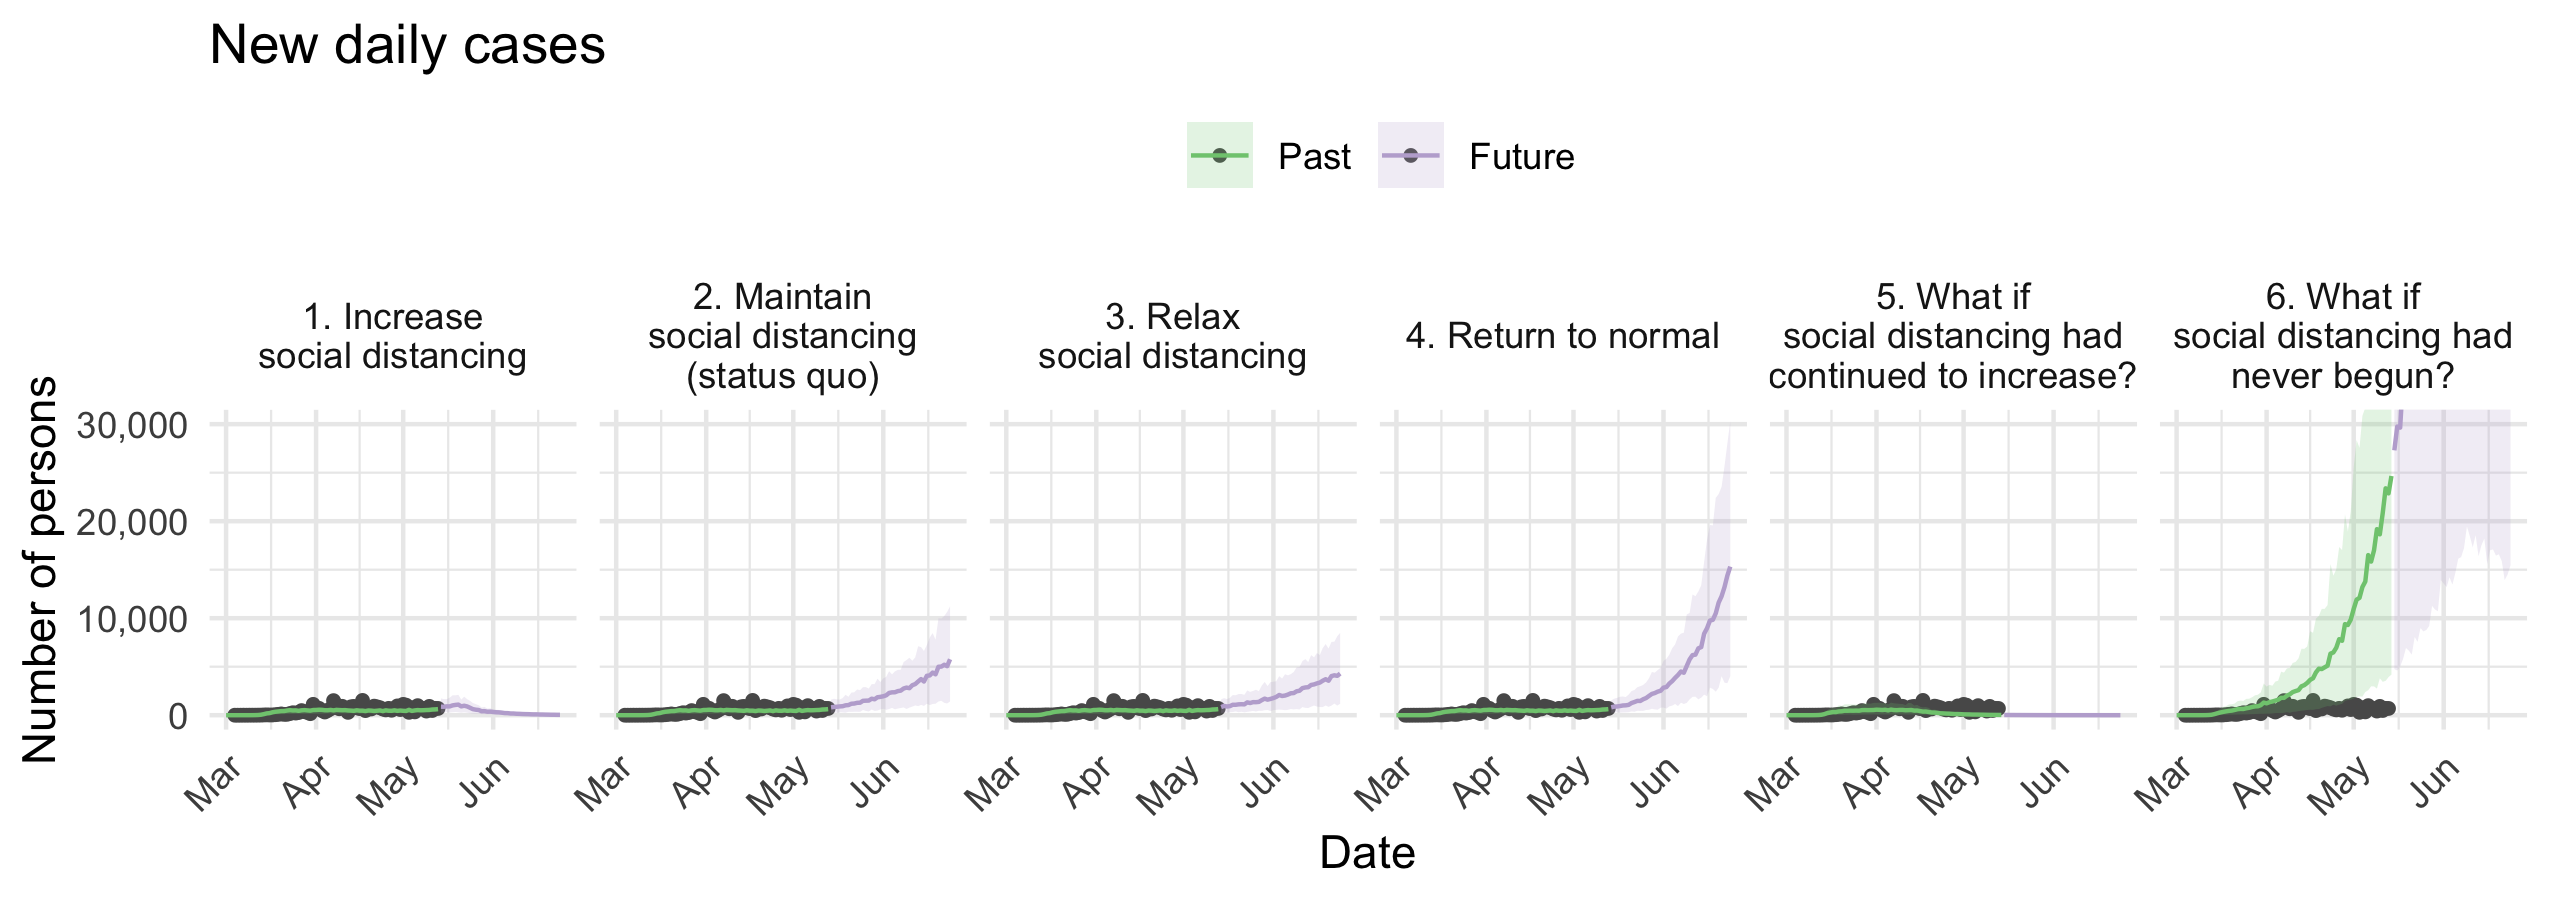 New daily cases
Past
Future
1. Increase
social distancing
2. Maintain
social distancing
(status quo)
3. Relax
social distancing
4. Return to normal
5. What if
social distancing had
continued to increase?
6. What if
social distancing had
never begun?
Number of persons
30,000
20,000
10,000
0
Mar Apr May Jun
Mar Apr May Jun
Mar Apr May Jun
Mar Apr May Jun
Mar Apr May Jun
Mar Apr May Jun
Date